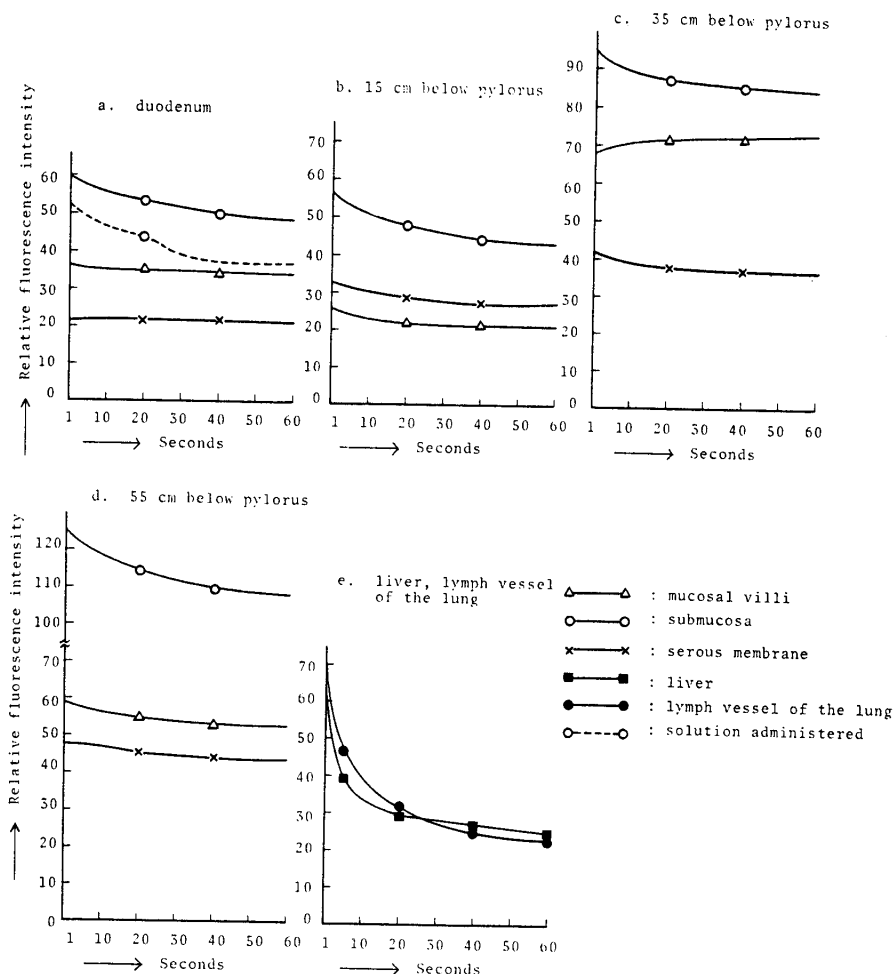 a. duodenum
Relative fluorescence intensity
60
50
40
30
20
10
0
1 10 20 30 40 50 60
Seconds
b. 15 cm below pylorus
70
60
50
40
30
20
10
0
1 10 20 30 40 50 60
Seconds
c. 35 cm below pylorus
90
80
70
60
50
40
30
20
10
0
1 10 20 30 40 50 60
Seconds
d. 55 cm below pylorus
Relative fluorescence intensity
120
110
100
70
60
50
40
30
20
10
0
1 10 20 30 40 50 60
Seconds
e. liver, lymph vessel
of the lung
70
60
50
40
30
20
10
0
1 10 20 30 40 50 60
Seconds
: mucosal villi
: submucosa
: serous membrane
: liver
: lymph vessel of the lung
: solution administered